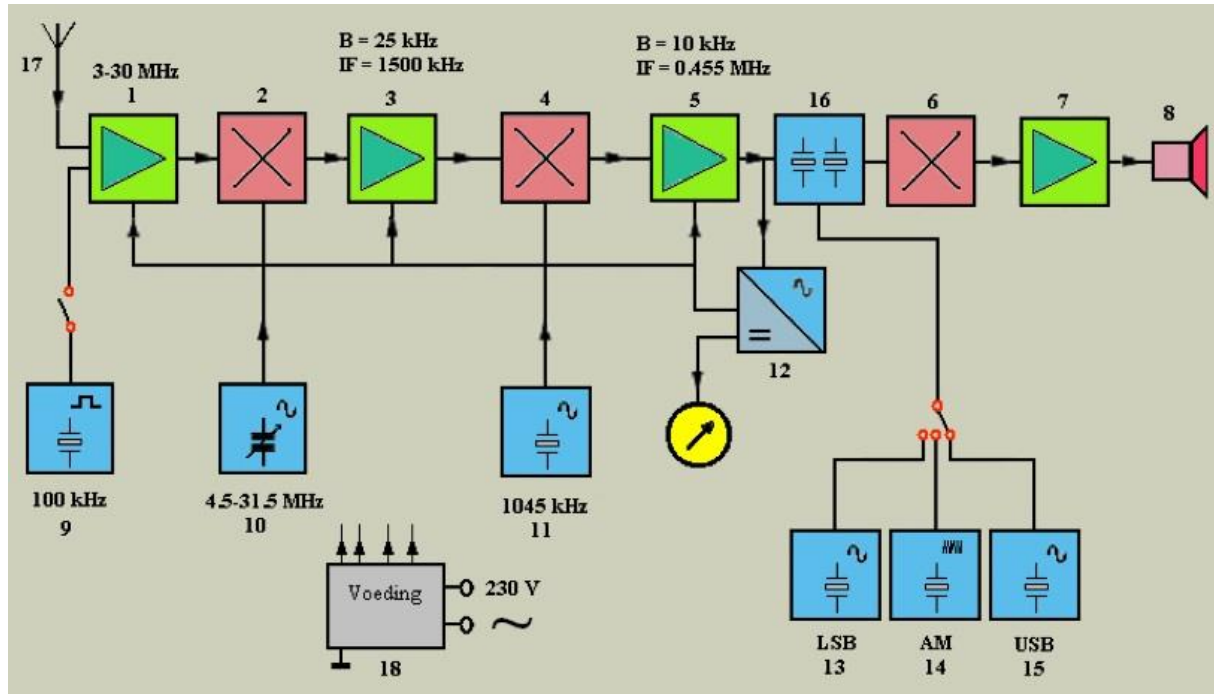 17
3-30 MHz
1
2
B = 25 kHz
IF = 1500 kHz
3
4
B = 10 kHz
IF = 0.455 MHz
5
16
6
7
8
12
100 kHz
9
4.5-31.5 MHz
10
1045 kHz
11
Voeding
230 V
18
LSB
13
AM
14
USB
15